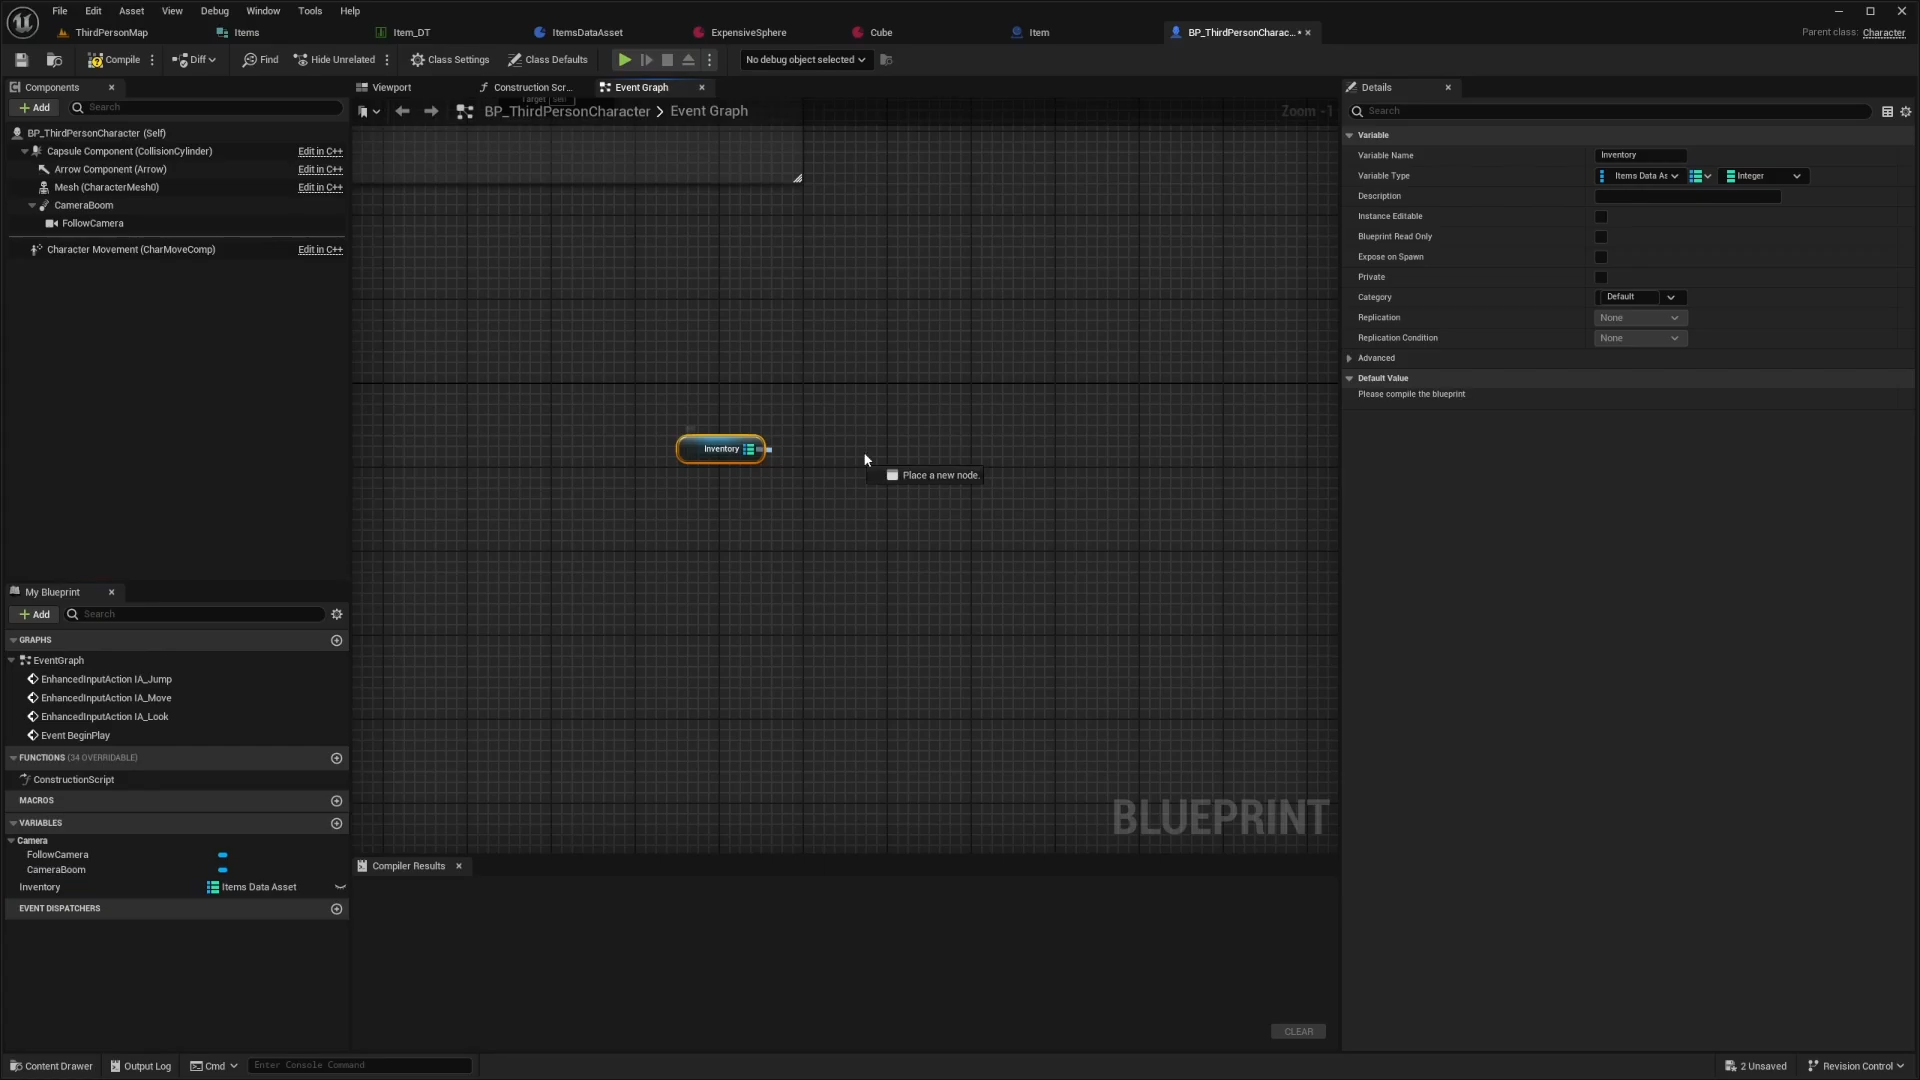 File Edit Asset View Debug Window Tools Help
ThirdPersonMap Items Item_DT ItemsDataAsset ExpensiveSphere Cube Item BP_ThirdPersonCharac... • Parent class: Character
Compile Diff Find Hide Unrelated Class Settings Class Defaults No debug object selected
Components
Add Search
BP_ThirdPersonCharacter (Self)
Capsule Component (CollisionCylinder) Edit in C++
Arrow Component (Arrow) Edit in C++
Mesh (CharacterMesh0) Edit in C++
CameraBoom
FollowCamera
Character Movement (CharMoveComp) Edit in C++
My Blueprint
Add Search
GRAPHS
EventGraph
EnhancedInputAction IA_Jump
EnhancedInputAction IA_Move
EnhancedInputAction IA_Look
Event BeginPlay
FUNCTIONS (34 OVERRIDABLE)
ConstructionScript
MACROS
VARIABLES
Camera
FollowCamera
CameraBoom
Inventory Items Data Asset
EVENT DISPATCHERS
Viewport Construction Scr... Event Graph
Target self
BP_ThirdPersonCharacter > Event Graph Zoom -1
Inventory
Place a new node.
BLUEPRINT
Compiler Results
CLEAR
Details
Search
Variable
Variable Name Inventory
Variable Type Items Data As Integer
Description
Instance Editable
Blueprint Read Only
Expose on Spawn
Private
Category Default
Replication None
Replication Condition None
Advanced
Default Value
Please compile the blueprint
Content Drawer Output Log Cmd Enter Console Command 2 Unsaved Revision Control